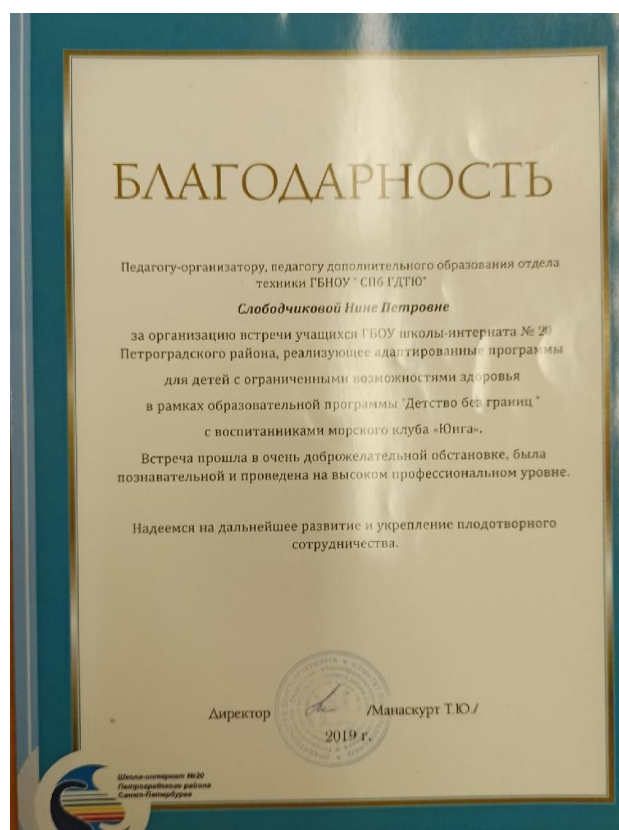 БЛАГОДАРНОСТЬ
Педагогу-организатору, педагогу дополнительного образования отдела
техники ГБНОУ " СПб ГДТЮ"
Слободчиковой Нине Петровне
за организацию встречи учащихся ГБОУ школы-интерната № 20
Петроградского района, реализующее адаптированные программы
для детей с ограниченными возможностями здоровья
в рамках образовательной программы "Детство без границ "
с воспитанниками морского клуба «Юнга».
Встреча прошла в очень доброжелательной обстановке, была
познавательной и проведена на высоком профессиональном уровне.
Надеемся на дальнейшее развитие и укрепление плодотворного
сотрудничества.
Директор /Манаскурт Т.Ю./
2019 г.
Школа-интернат №20
Петроградского района
Санкт-Петербурга